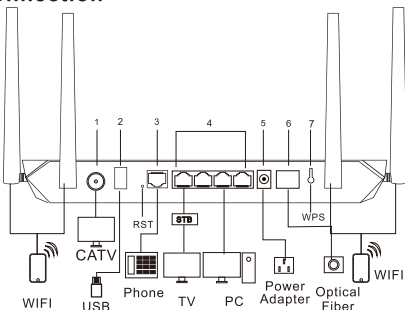 1 2 3 4 5 6 7
RST
STB
WPS
CATV
WIFI
USB
Phone
TV
PC
Power
Adapter
Optical
Fiber
WIFI